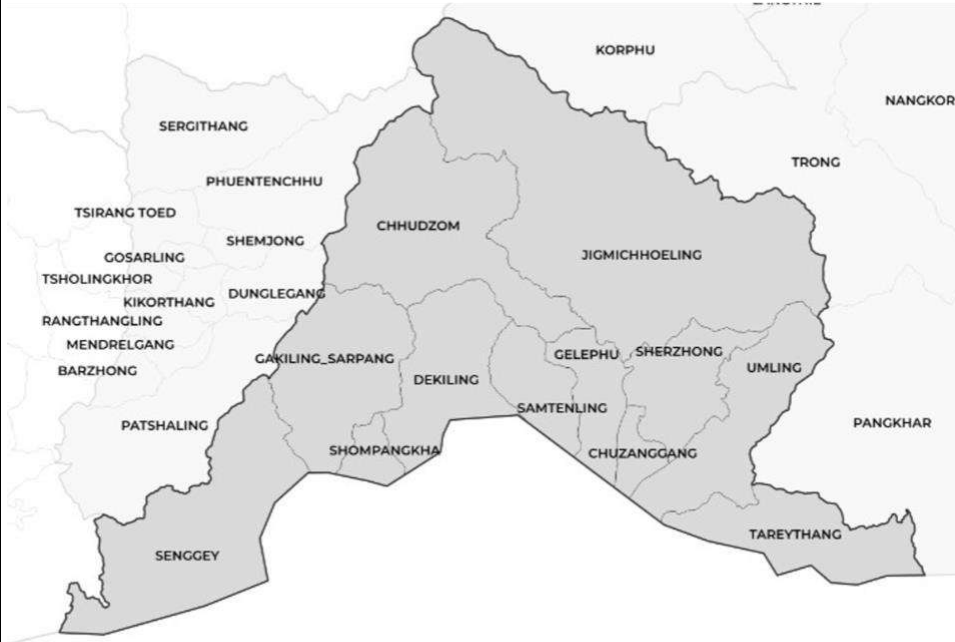 KORPHU
NANGKOR
SERGITHANG
TRONG
PHUENTENCHHU
TSIRANG TOED
CHHUDZOM
SHEMJONG
GOSARLING
JIGMICHHOELING
TSHOLINGKHOR
DUNGLEGANG
KIKORTHANG
RANGTHANGLING
MENDRELGANG
GELEPHU
SHERZHONG
GAKILING_SARPANG
UMLING
BARZHONG
DEKILING
SAMTENLING
PATSHALING
PANGKHAR
SHOMPANGKHA
CHUZANGGANG
TAREYTHANG
SENGGEY